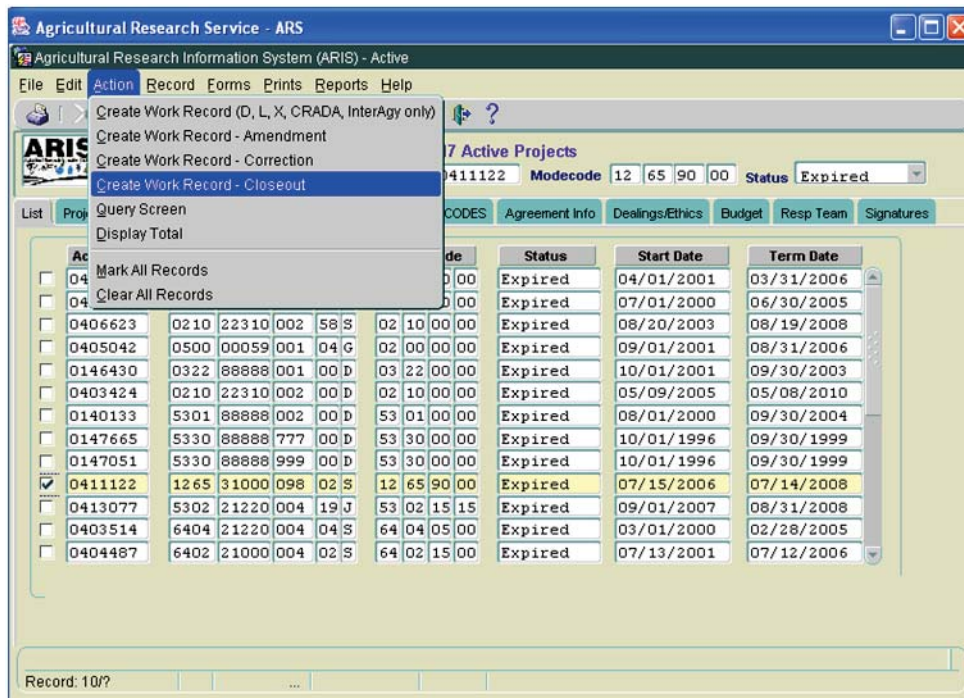 Agricultural Research Service - ARS
Agricultural Research Information System (ARIS) - Active
File Edit Action Record Forms Prints Reports Help
Create Work Record (D, L, X, CRADA, InterAgy only) ?
Create Work Record - Amendment
ARIS 7 Active Projects
Create Work Record - Correction
411122 Modecode 12 65 90 00 Status Expired
Create Work Record - Closeout
List Query Screen CODES Agreement Info Dealings/Ethics Budget Resp Team Signatures
Display Total
Ac de Status Start Date Term Date
Mark All Records
04 00 Expired 04/01/2001 03/31/2006
Clear All Records
04 00 Expired 07/01/2000 06/30/2005
0406623 0210 22310 002 58 S 02 10 00 00 Expired 08/20/2003 08/19/2008
0405042 0500 00059 001 04 G 02 00 00 00 Expired 09/01/2001 08/31/2006
0146430 0322 88888 001 00 D 03 22 00 00 Expired 10/01/2001 09/30/2003
0403424 0210 22310 002 00 D 02 10 00 00 Expired 05/09/2005 05/08/2010
0140133 5301 88888 002 00 D 53 01 00 00 Expired 08/01/2000 09/30/2004
0147665 5330 88888 777 00 D 53 30 00 00 Expired 10/01/1996 09/30/1999
0147051 5330 88888 999 00 D 53 30 00 00 Expired 10/01/1996 09/30/1999
0411122 1265 31000 098 02 S 12 65 90 00 Expired 07/15/2006 07/14/2008
0413077 5302 21220 004 19 J 53 02 15 15 Expired 09/01/2007 08/31/2008
0403514 6404 21220 004 04 S 64 04 05 00 Expired 03/01/2000 02/28/2005
0404487 6402 21000 004 02 S 64 02 15 00 Expired 07/13/2001 07/12/2006
Record: 10/? ...